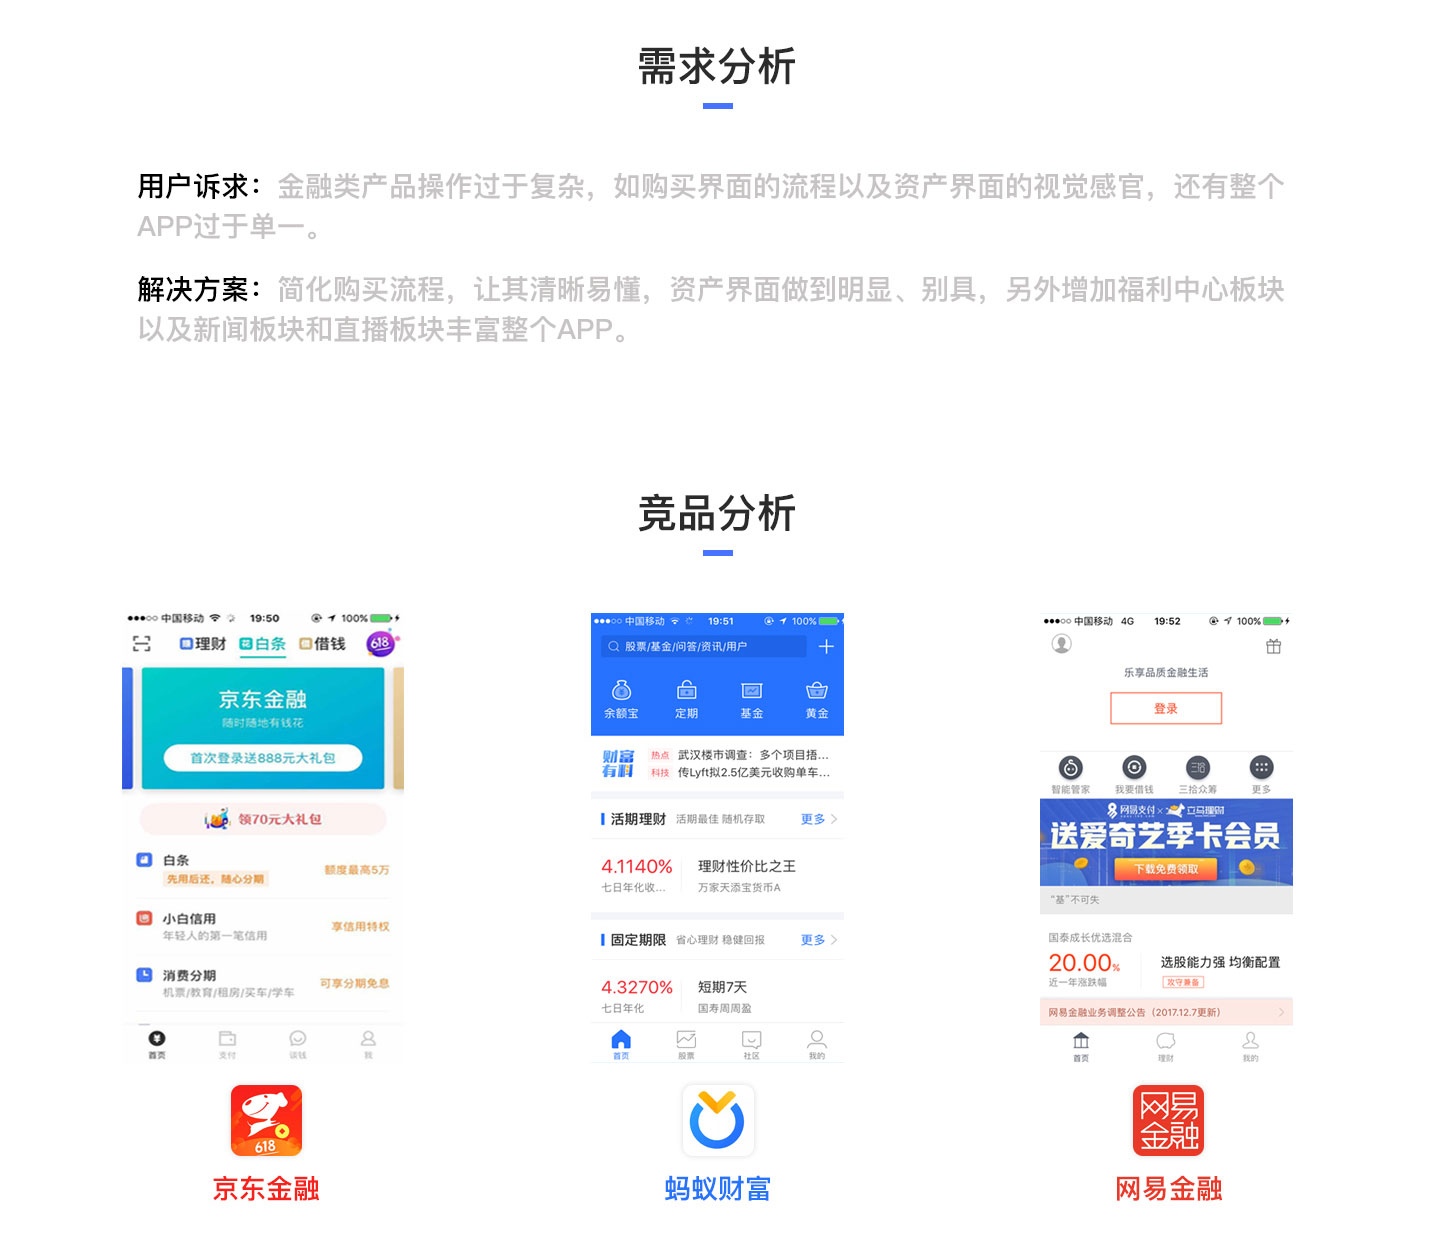 需求分析
用户诉求：金融类产品操作过于复杂，如购买界面的流程以及资产界面的视觉感官，还有整个
APP过于单一。
解决方案：简化购买流程，让其清晰易懂，资产界面做到明显、别具，另外增加福利中心板块
以及新闻板块和直播板块丰富整个APP。
竞品分析
中国移动 19:50 100%
理财 白条 借钱 618
京东金融
随时随地有钱花
首次登录送888元大礼包
领70元大礼包
白条
先用后还，随心分期
额度最高5万
小白信用
年轻人的第一笔信用
享信用特权
消费分期
机票/教育/租房/买车/学车
可享分期免息
首页 支付 谈钱 我
618
京东金融
中国移动 19:51 100%
股票/基金/问答/资讯/用户
余额宝 定期 基金 黄金
财富
有料
热点 武汉楼市调查：多个项目捂...
科技 传Lyft拟2.5亿美元收购单车...
活期理财 活期最佳 随机存取 更多
4.1140% 理财性价比之王
七日年化收... 万家天添宝货币A
固定期限 省心理财 稳健回报 更多
4.3270% 短期7天
七日年化 国寿周周盈
首页 股票 社区 我的
蚂蚁财富
中国移动 4G 19:52 100%
乐享品质金融生活
登录
智能管家 我要借钱 三拾众筹 更多
网易支付 × 立马理财
送爱奇艺季卡会员
下载免费领取
“基”不可失
国泰成长优选混合
20.00% 选股能力强 均衡配置
近一年涨跌幅 攻守兼备
网易金融业务调整公告（2017.12.7更新）
首页 理财 我的
网易
金融
网易金融